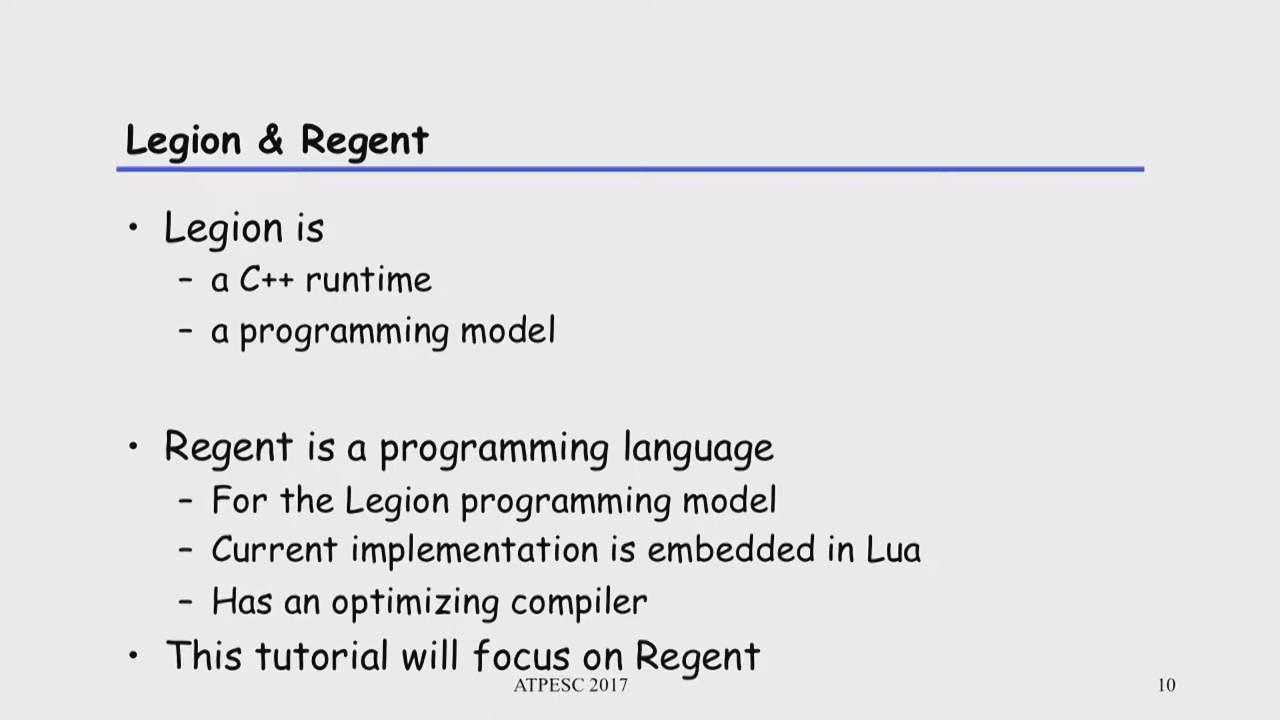 Legion & Regent
• Legion is
– a C++ runtime
– a programming model
• Regent is a programming language
– For the Legion programming model
– Current implementation is embedded in Lua
– Has an optimizing compiler
• This tutorial will focus on Regent
ATPESC 2017
10